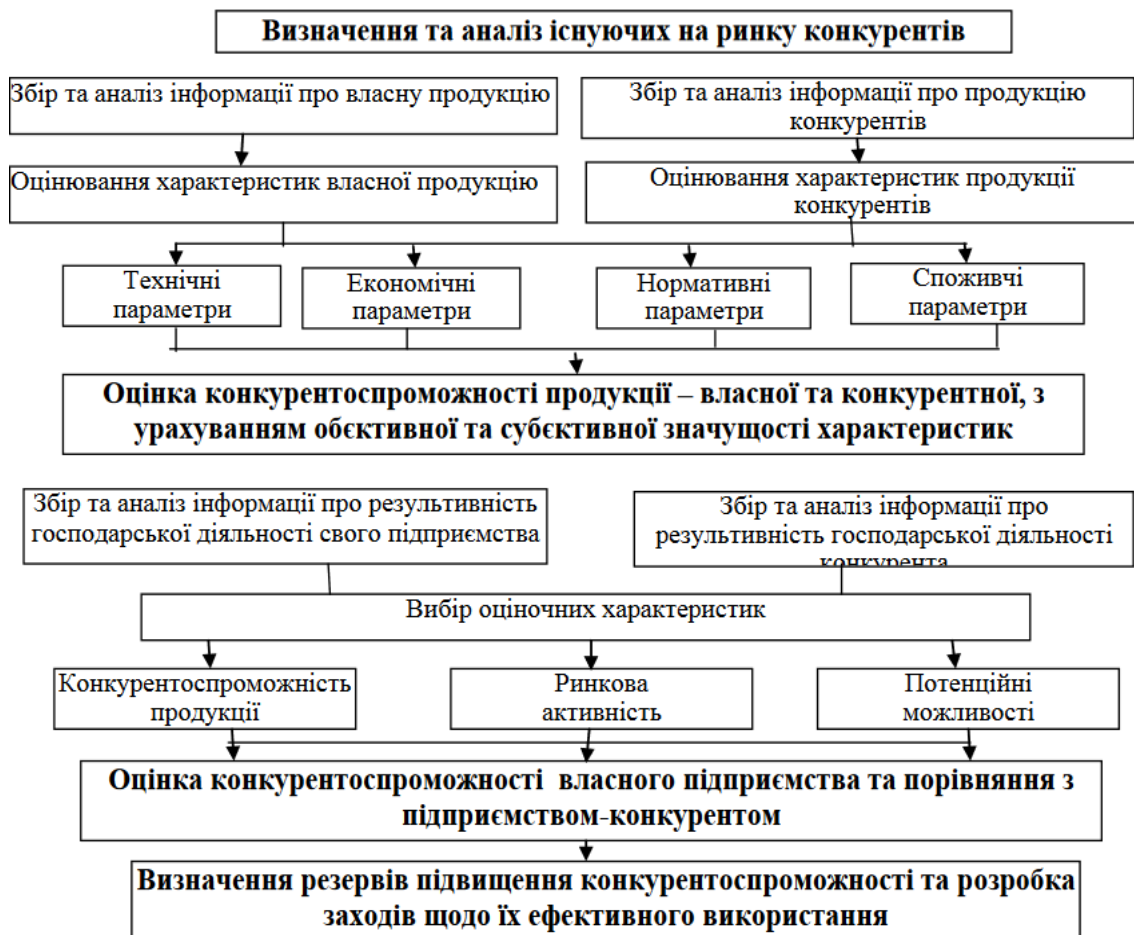 Визначення та аналіз існуючих на ринку конкурентів
Збір та аналіз інформації про власну продукцію
Збір та аналіз інформації про продукцію
конкурентів
Оцінювання характеристик власної продукцію
Оцінювання характеристик продукції
конкурентів
Технічні
параметри
Економічні
параметри
Нормативні
параметри
Споживчі
параметри
Оцінка конкурентоспроможності продукції – власної та конкурентної, з
урахуванням обєктивної та субєктивної значущості характеристик
Збір та аналіз інформації про результивність
господарської діяльності свого підприємства
Збір та аналіз інформації про
результивність господарської діяльності
конкурента
Вибір оціночних характеристик
Конкурентоспроможність
продукції
Ринкова
активність
Потенційні
можливості
Оцінка конкурентоспроможності власного підприємства та порівняння з
підприємством-конкурентом
Визначення резервів підвищення конкурентоспроможності та розробка
заходів щодо їх ефективного використання